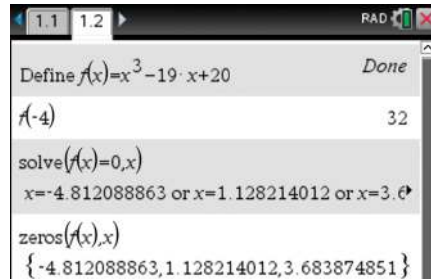 1.1 1.2 RAD
Define f(x)=x³−19·x+20 Done
f(-4) 32
solve(f(x)=0,x)
x=-4.812088863 or x=1.128214012 or x=3.6
zeros(f(x),x)
{-4.812088863,1.128214012,3.683874851}